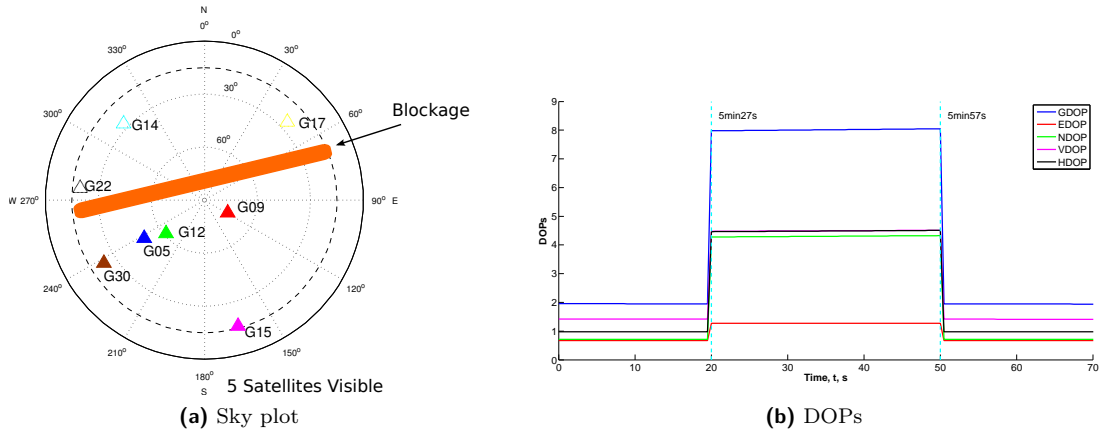 N
0°
0°
330°
30°
30°
Blockage
300°
G14
G17
60°
60°
G22
W 270°
90° E
G09
G12
G05
G30
240°
120°
G15
210°
150°
180°
S
5 Satellites Visible
(a) Sky plot
9
8
7
6
5
4
3
2
1
0
DOPs
5min27s
5min57s
GDOP
EDOP
NDOP
VDOP
HDOP
0 10 20 30 40 50 60 70
Time, t, s
(b) DOPs